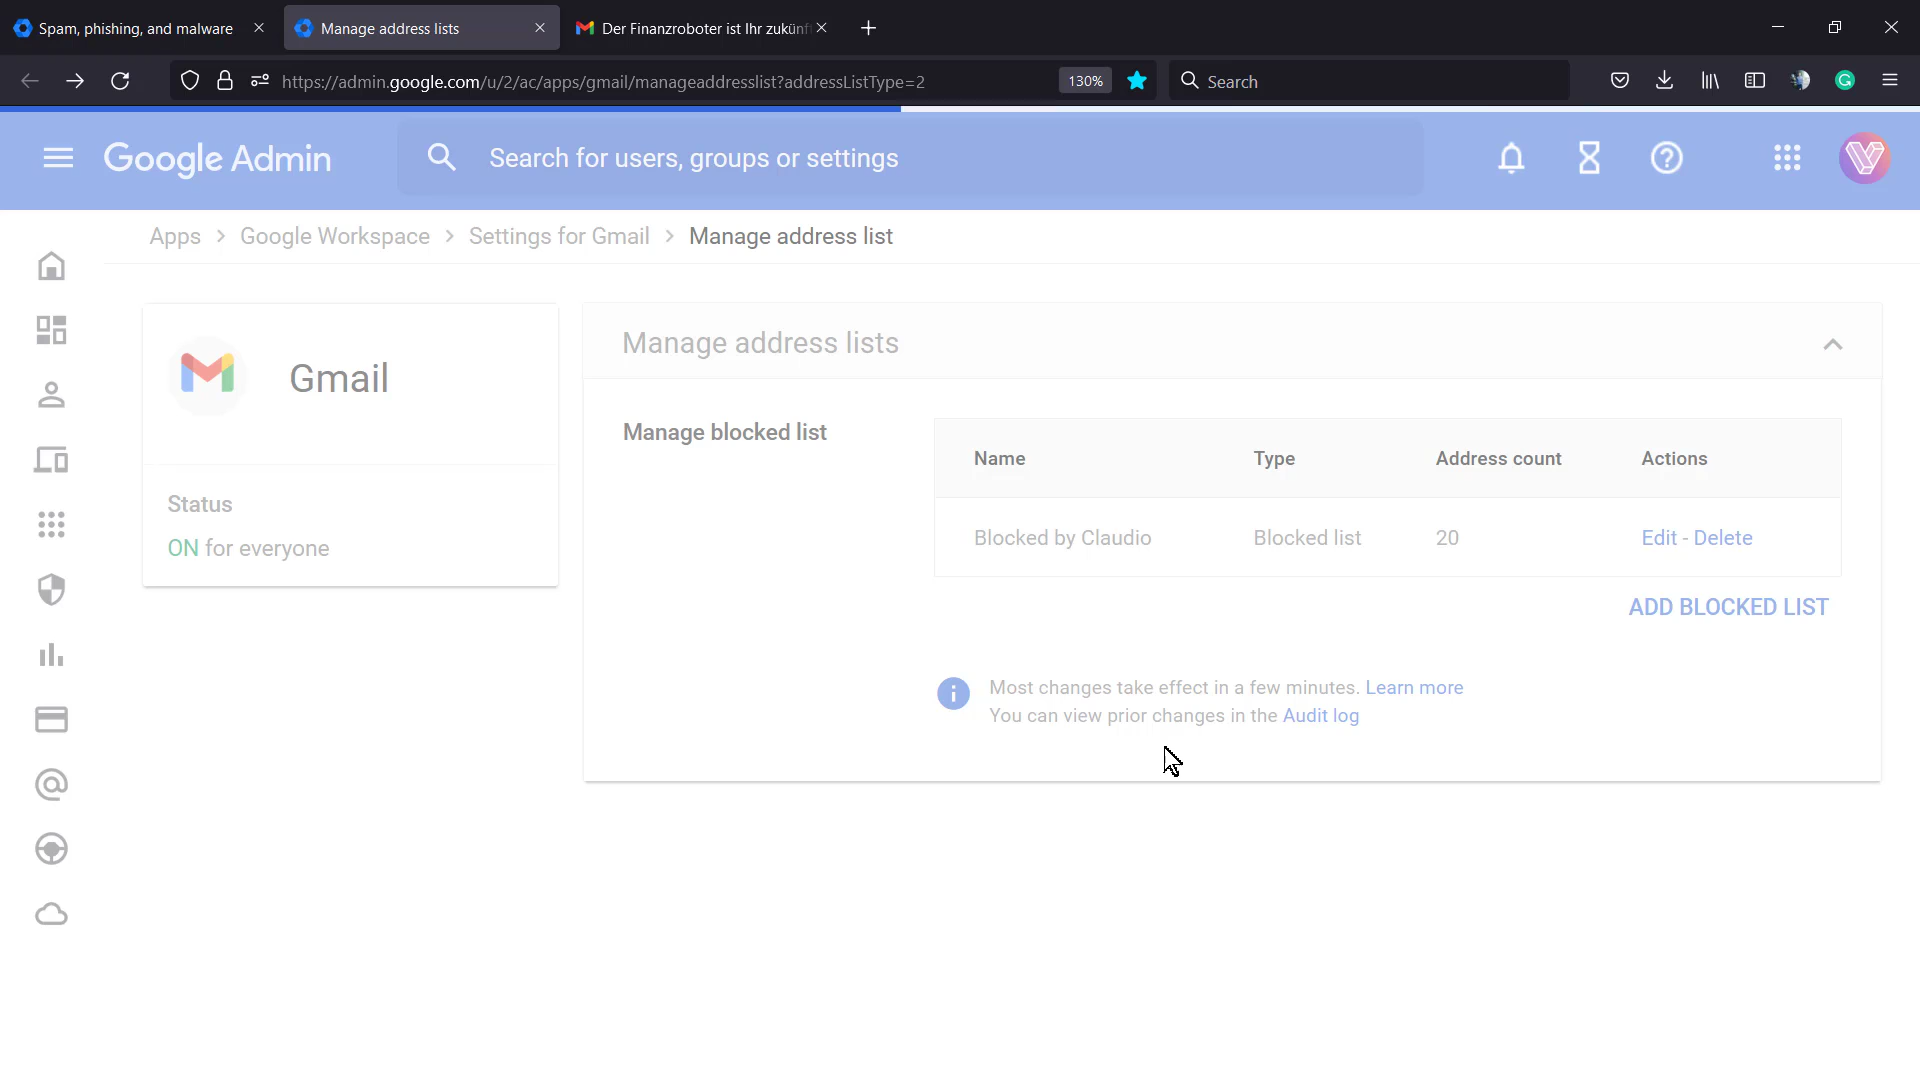 Spam, phishing, and malware
Manage address lists
Der Finanzroboter ist Ihr zukünf
https://admin.google.com/u/2/ac/apps/gmail/manageaddresslist?addressListType=2
130%
Search
Google Admin
Search for users, groups or settings
Apps > Google Workspace > Settings for Gmail > Manage address list
Gmail
Status
ON for everyone
Manage address lists
Manage blocked list
Name Type Address count Actions
Blocked by Claudio Blocked list 20 Edit - Delete
ADD BLOCKED LIST
Most changes take effect in a few minutes. Learn more
You can view prior changes in the Audit log